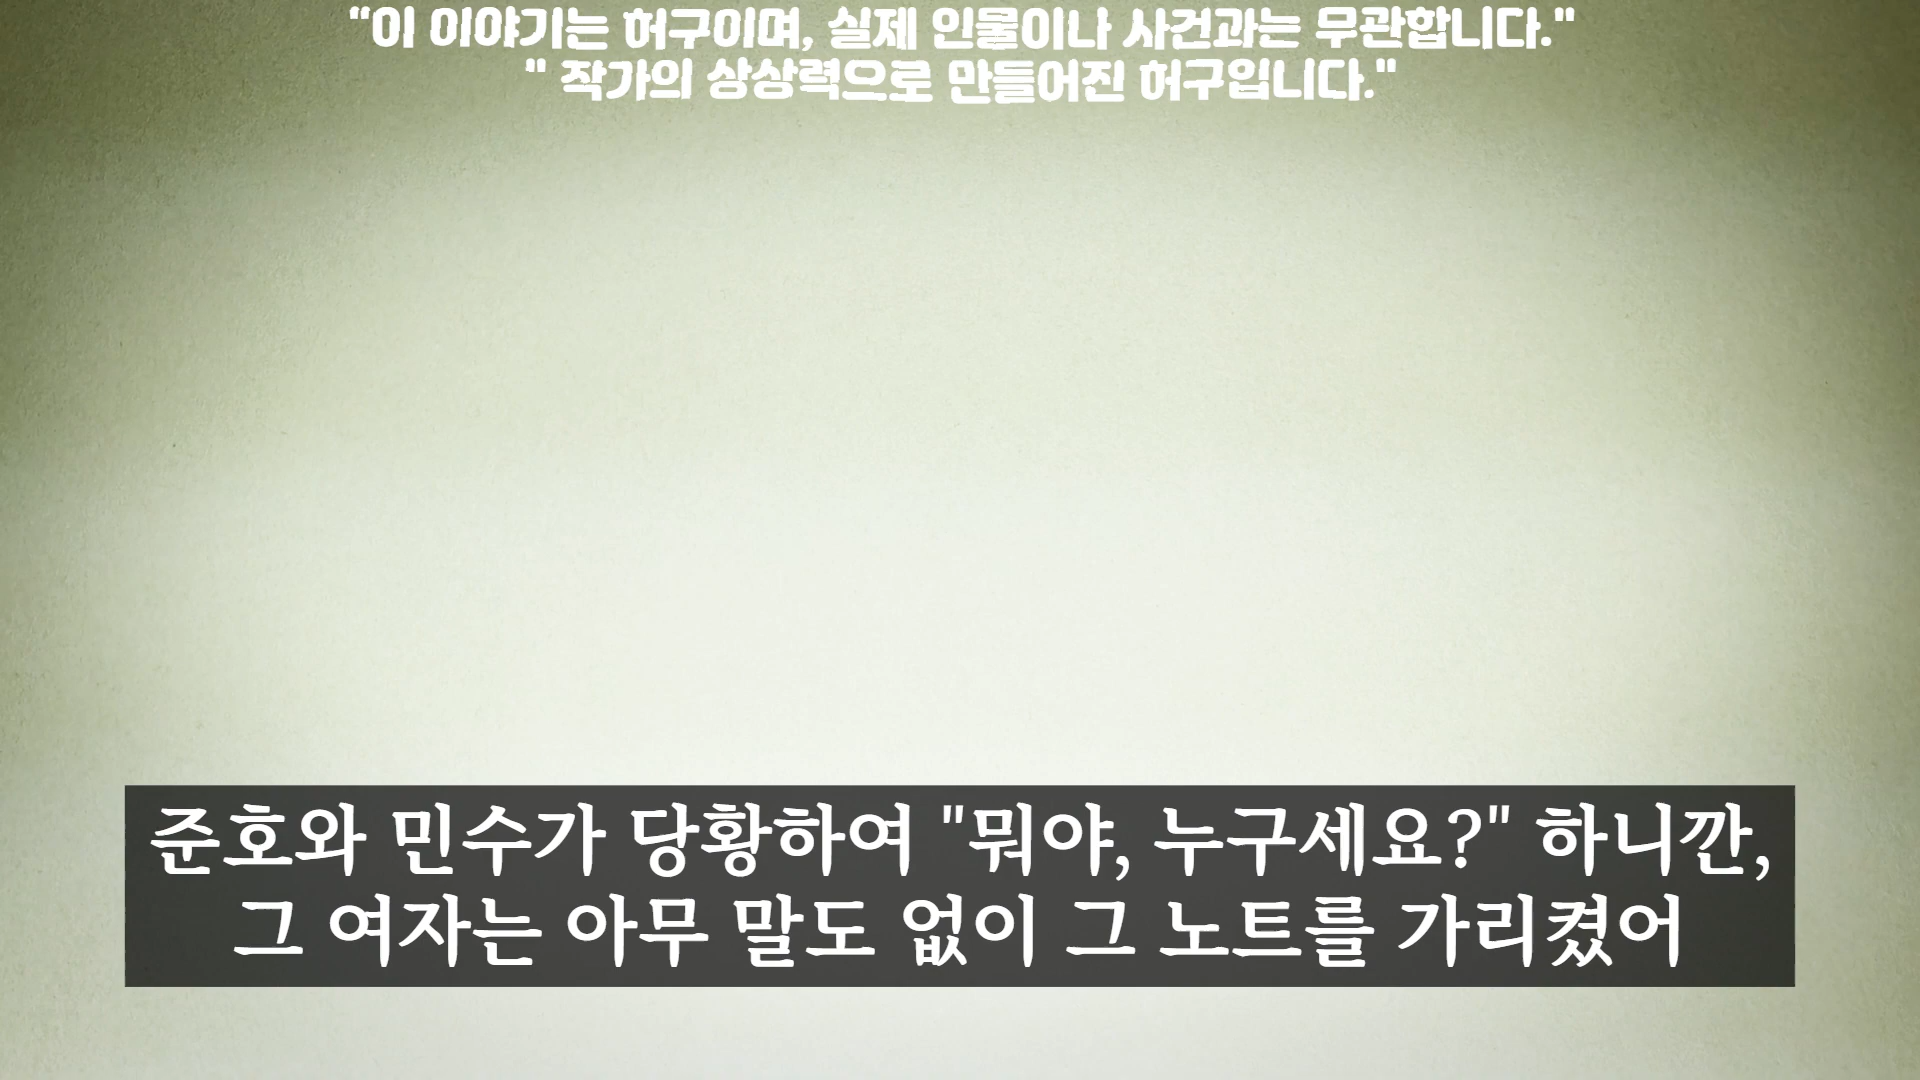 "이 이야기는 허구이며, 실제 인물이나 사건과는 무관합니다."
" 작가의 상상력으로 만들어진 허구입니다."
준호와 민수가 당황하여 "뭐야, 누구세요?" 하니깐,
그 여자는 아무 말도 없이 그 노트를 가리켰어